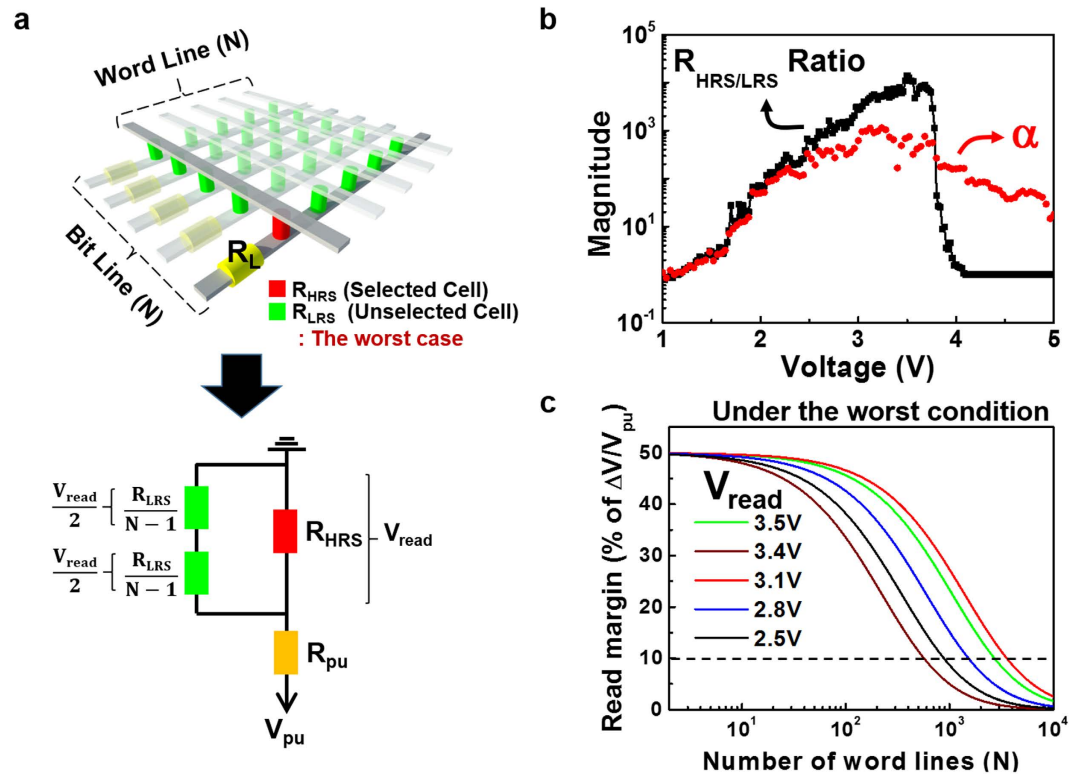 a
Word Line (N)
Bit Line (N)
R_L
R_HRS (Selected Cell)
R_LRS (Unselected Cell)
: The worst case
V_read/2
R_LRS/N − 1
V_read/2
R_LRS/N − 1
R_HRS
V_read
R_pu
V_pu
b
R_HRS/LRS Ratio
α
Magnitude
10^5
10^3
10^1
10^-1
1 2 3 4 5
Voltage (V)
c
Under the worst condition
Read margin (% of ΔV/V_pu)
50
40
30
20
10
0
V_read
3.5V
3.4V
3.1V
2.8V
2.5V
10^1 10^2 10^3 10^4
Number of word lines (N)